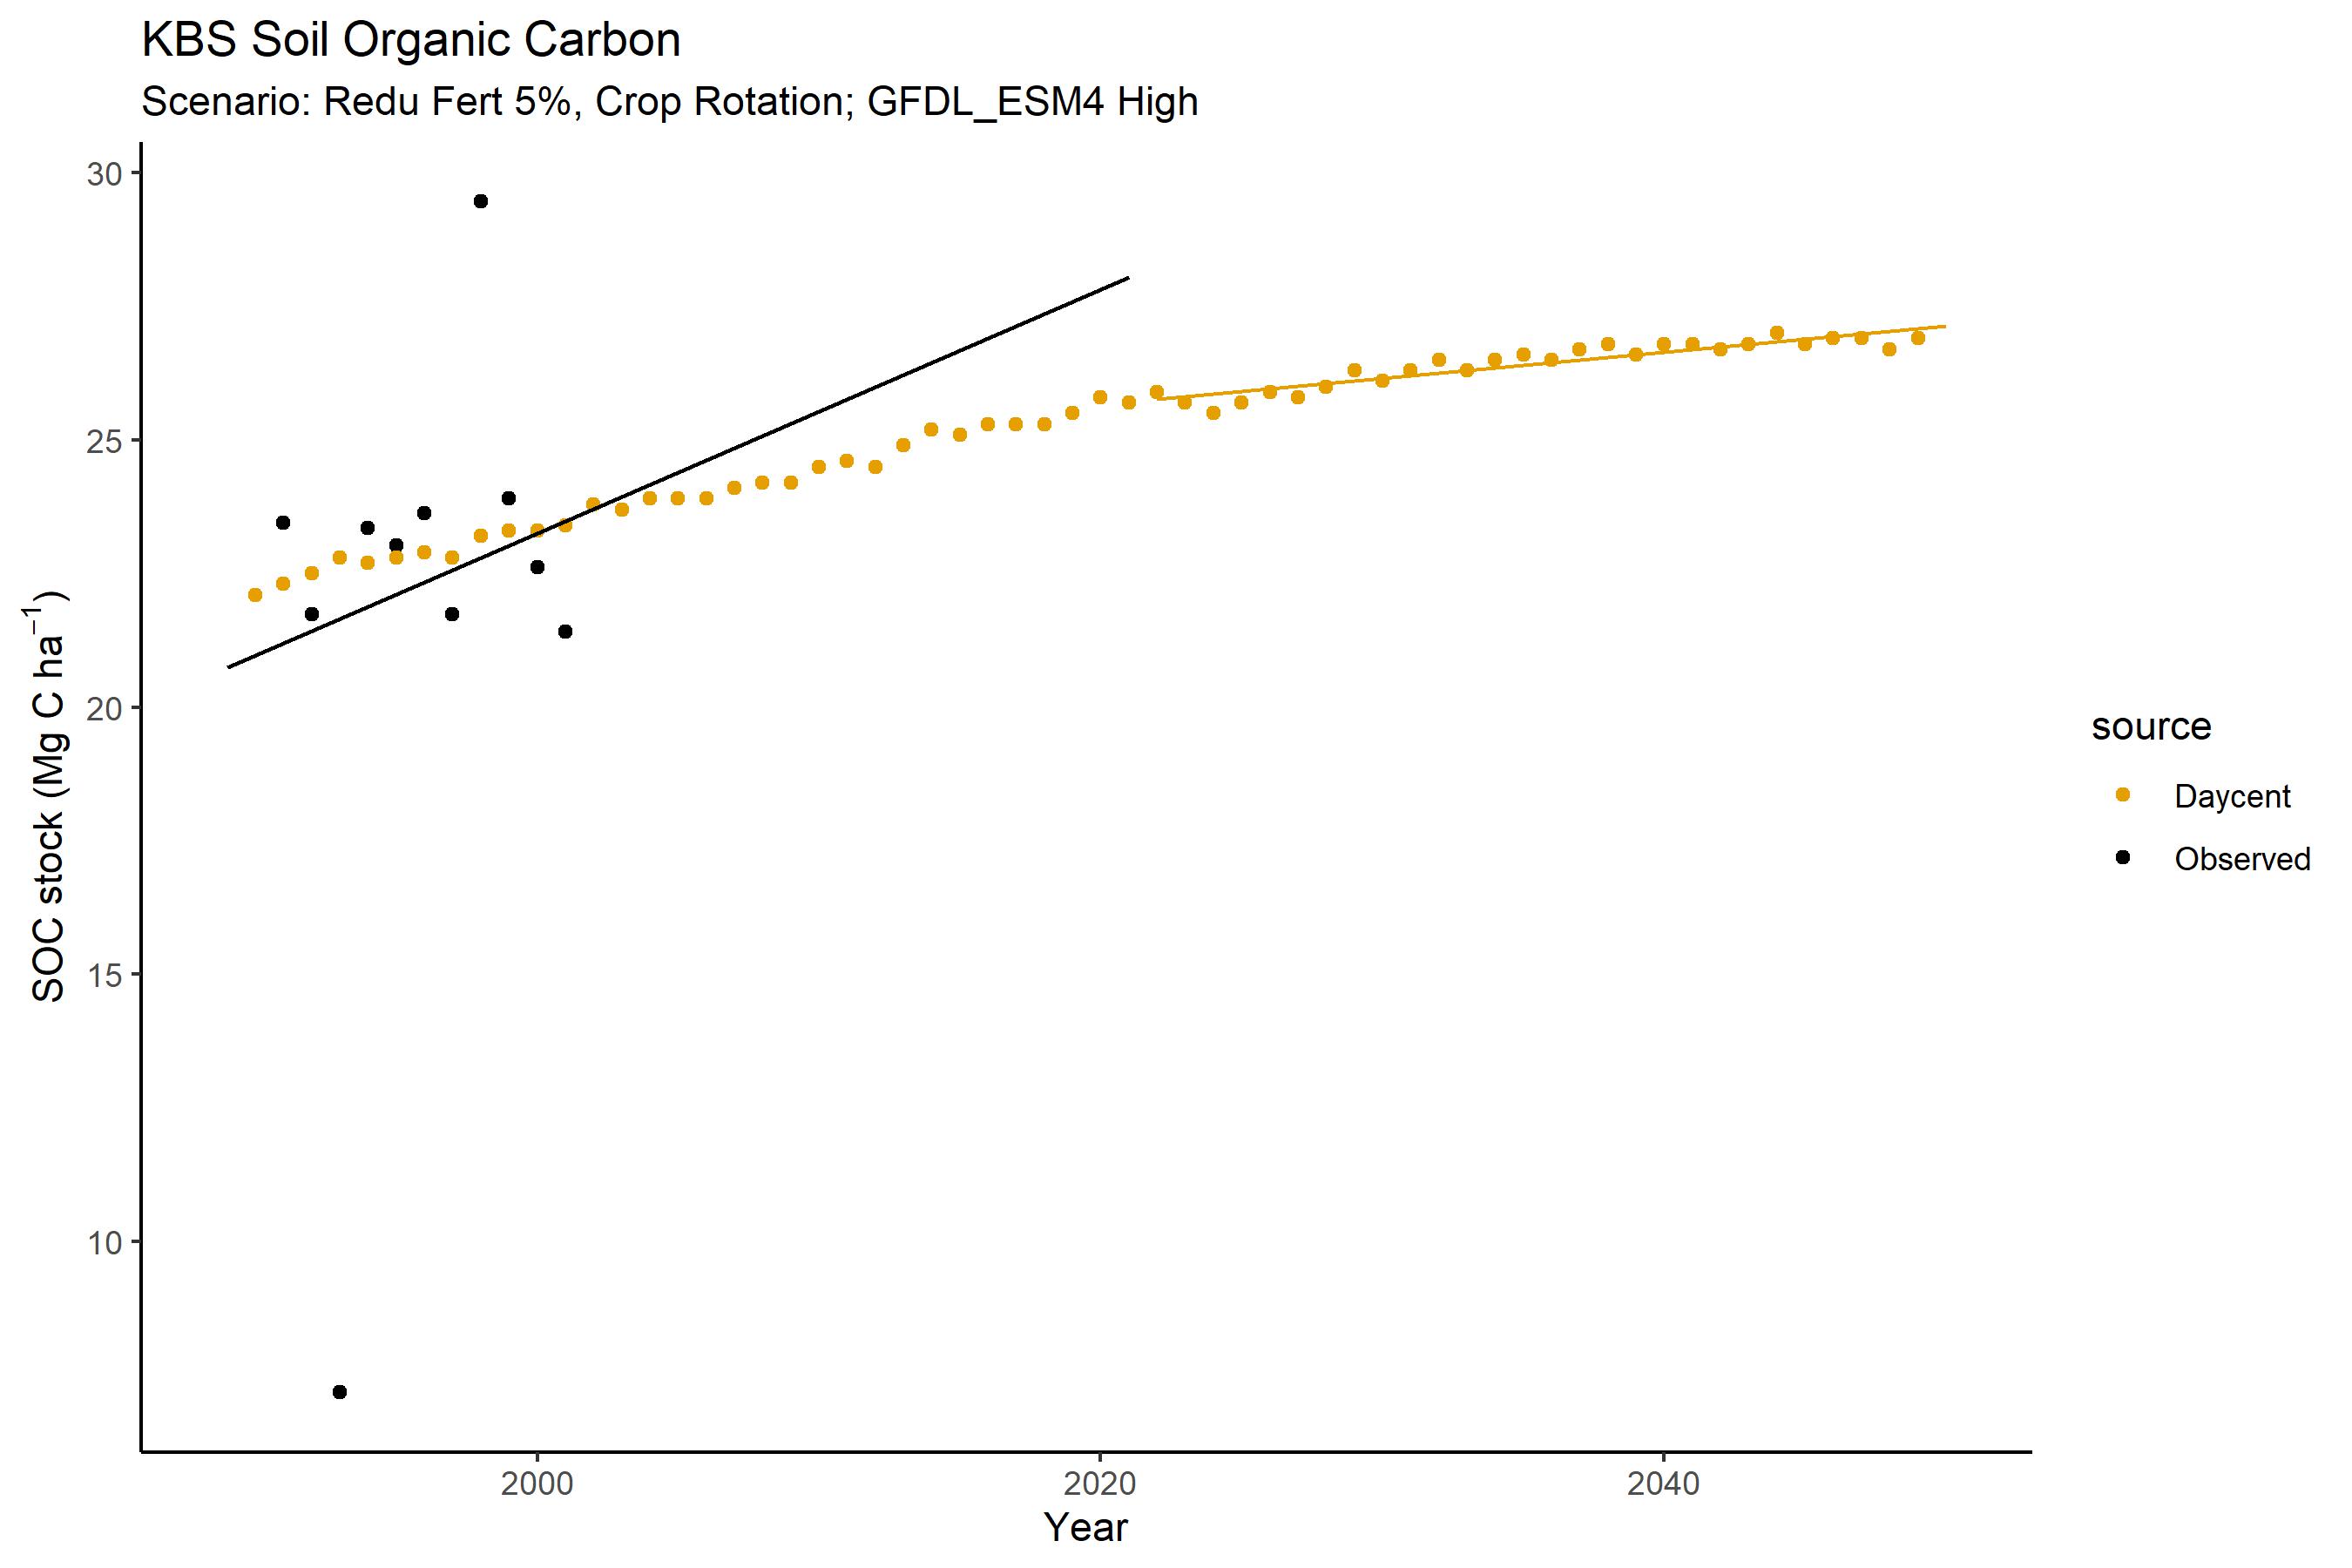 KBS Soil Organic Carbon
Scenario: Redu Fert 5%, Crop Rotation; GFDL_ESM4 High
SOC stock (Mg C ha⁻¹)
30
25
20
15
10
2000
2020
2040
Year
source
Daycent
Observed